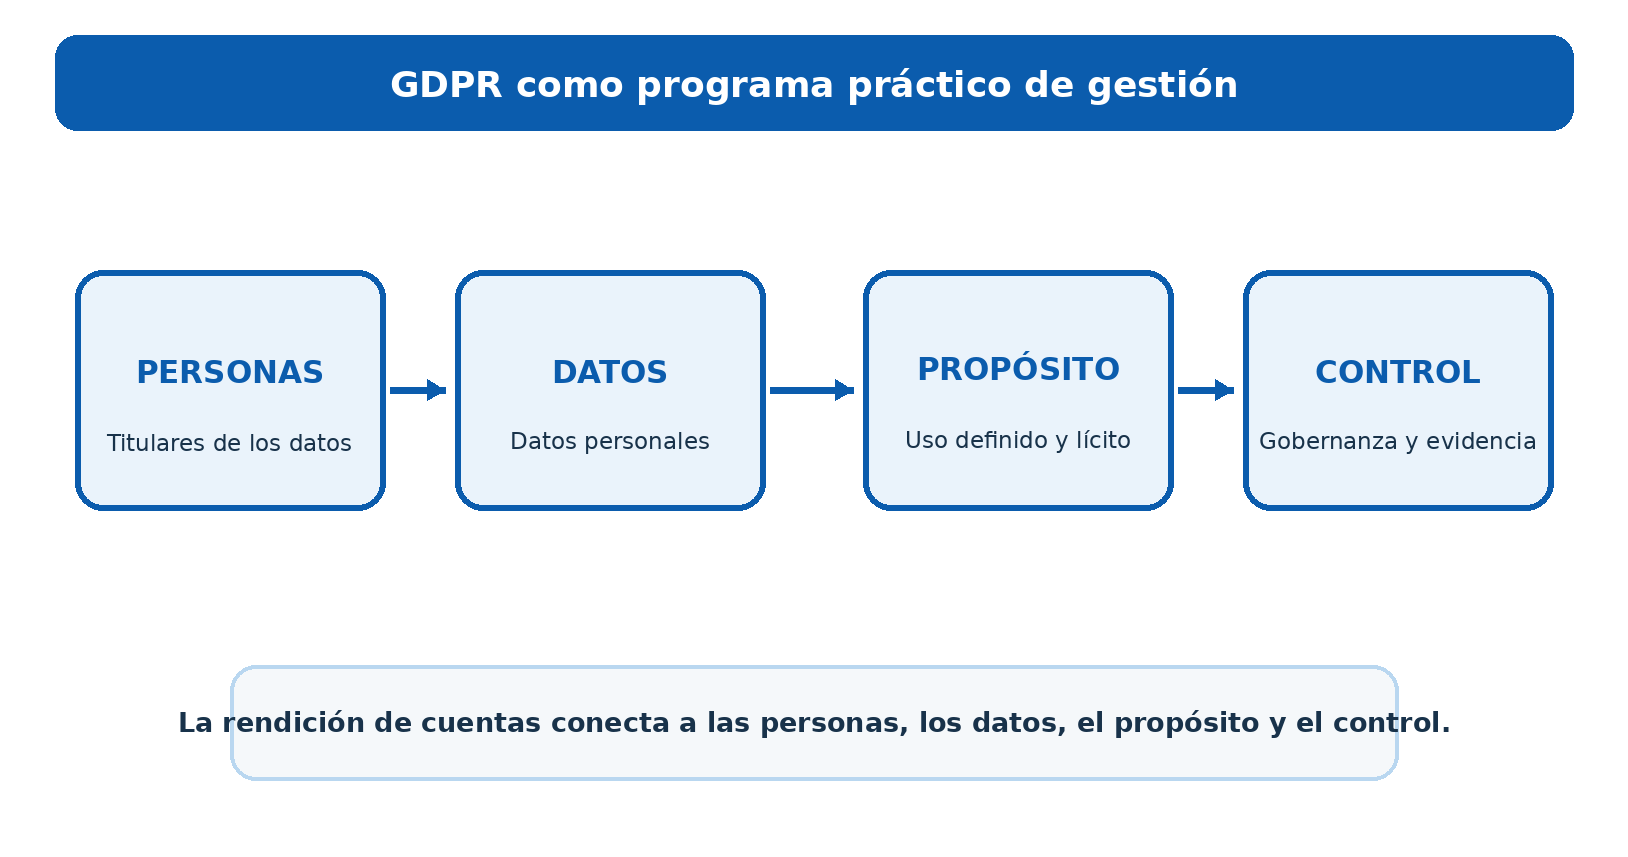 GDPR como programa práctico de gestión
PERSONAS
Titulares de los datos
DATOS
Datos personales
PROPÓSITO
Uso definido y lícito
CONTROL
Gobernanza y evidencia
La rendición de cuentas conecta a las personas, los datos, el propósito y el control.